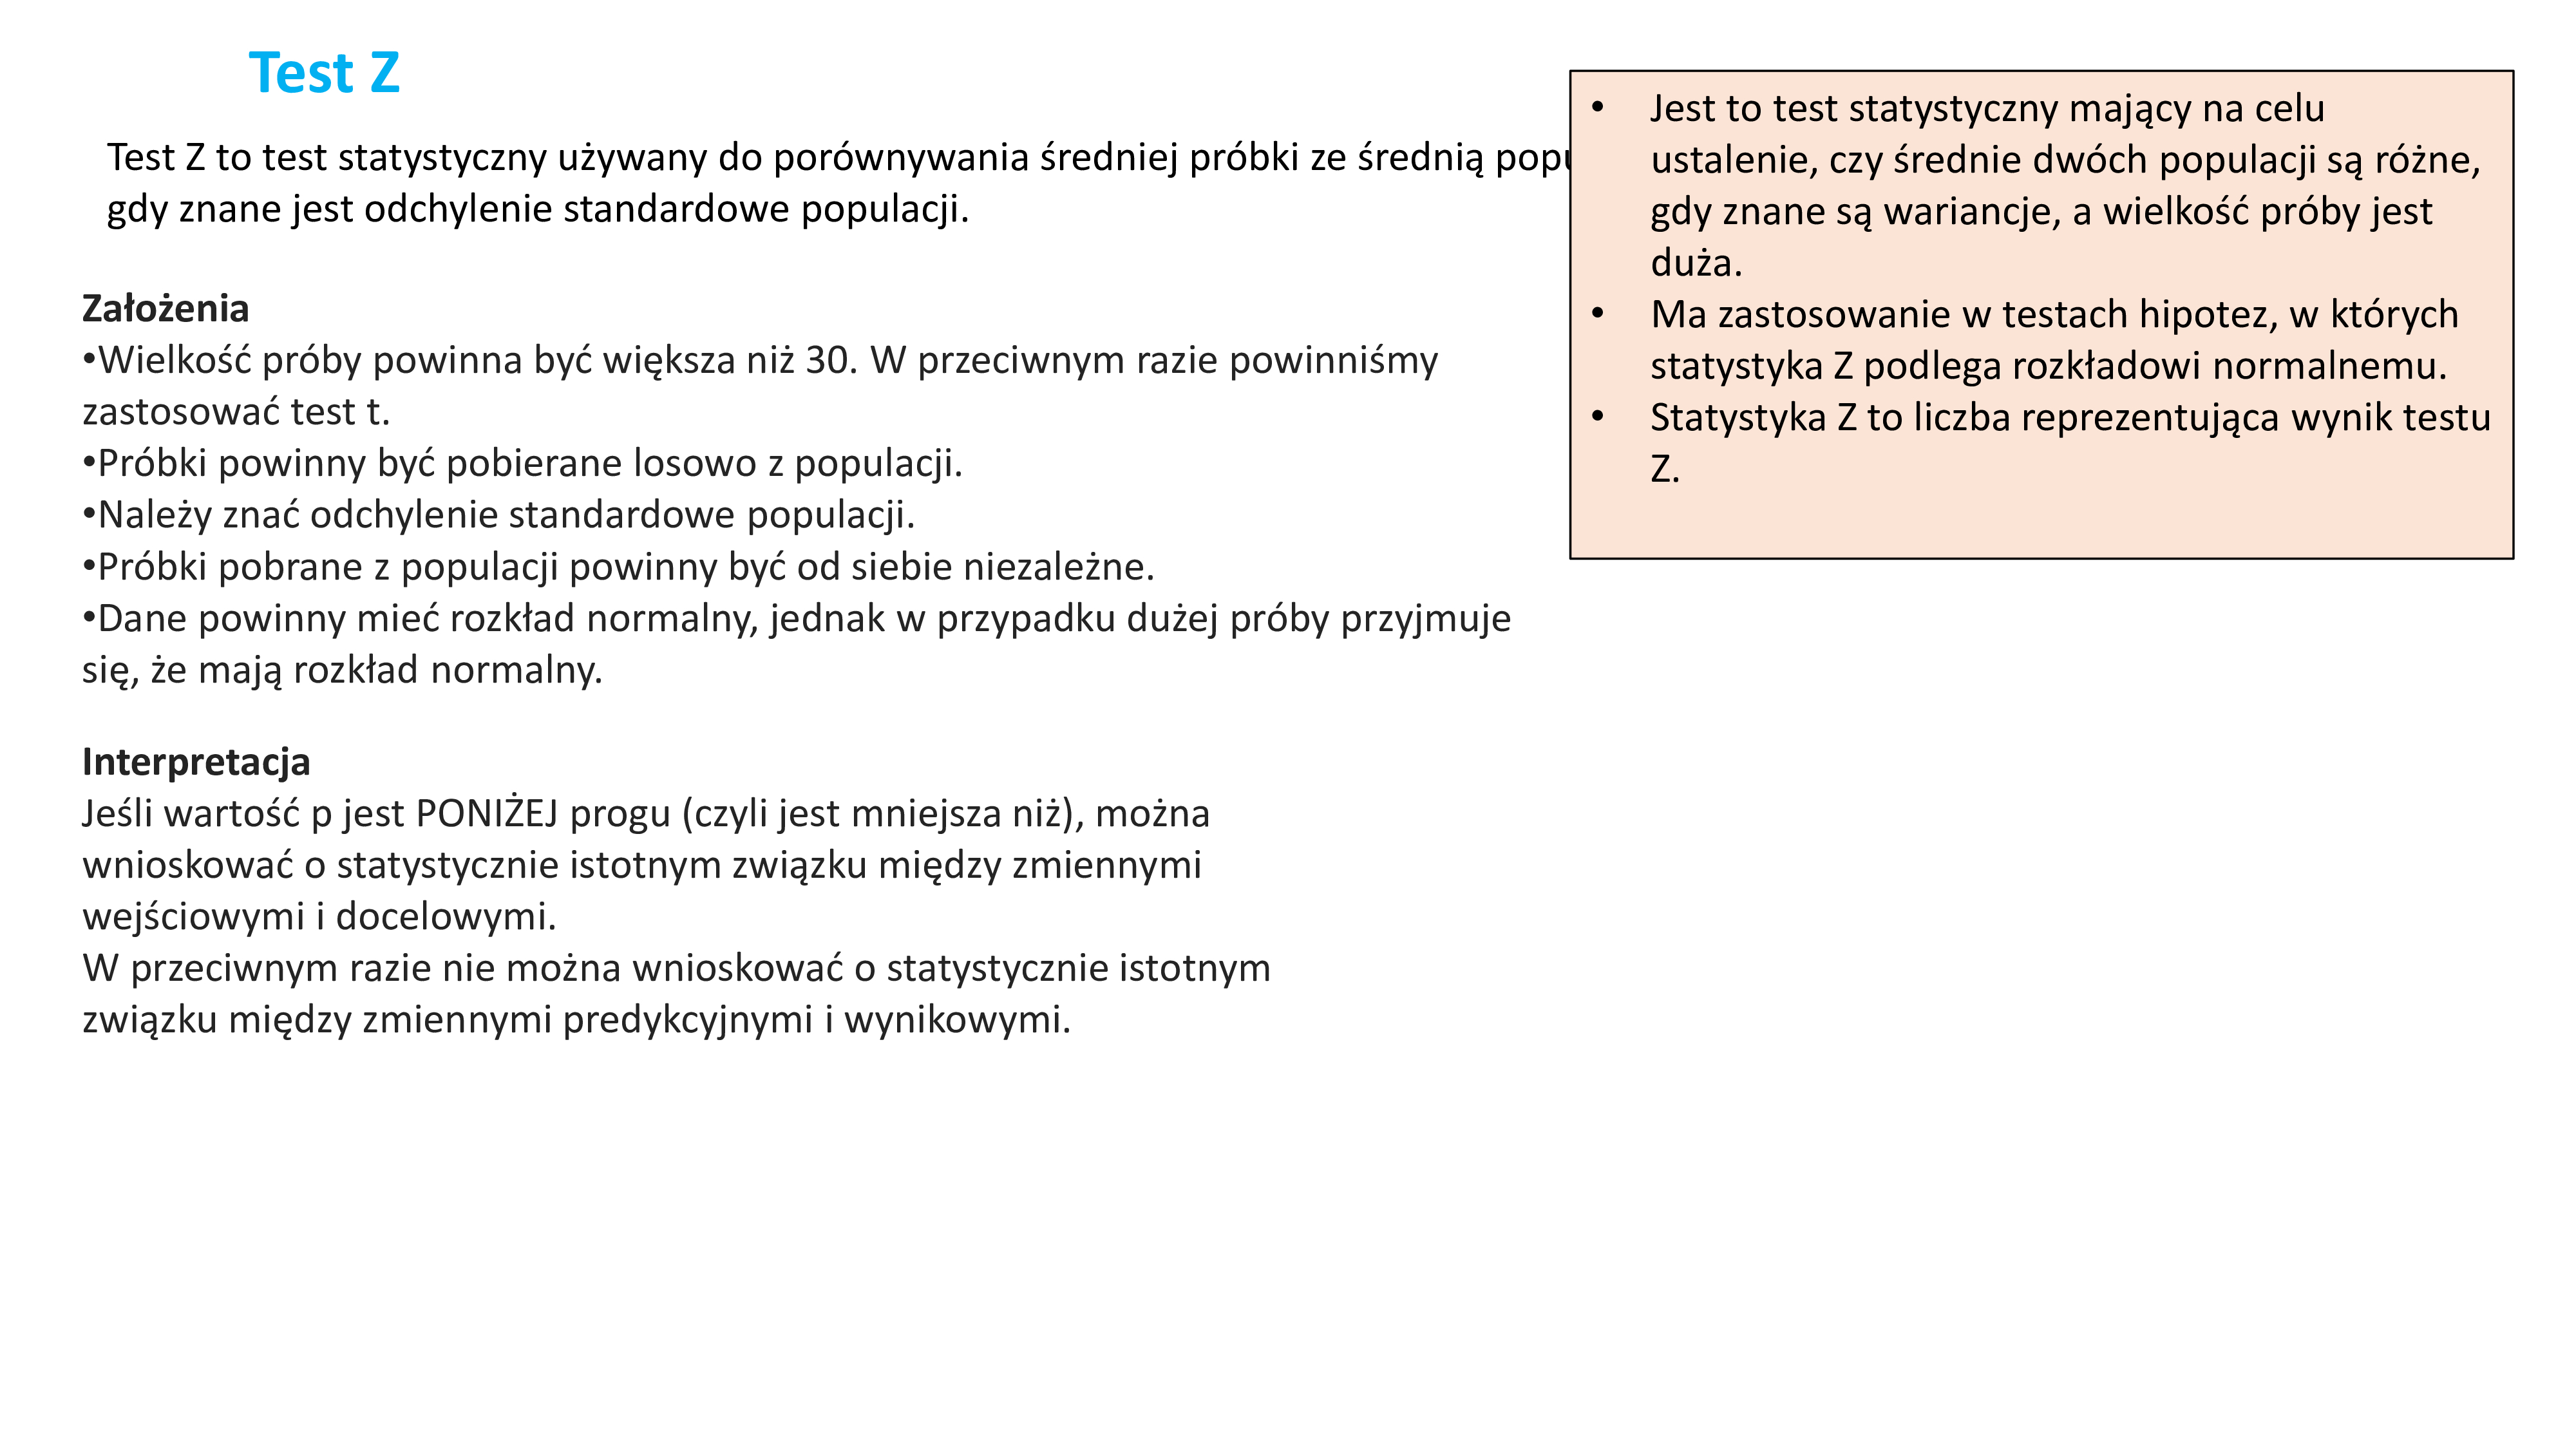 Test Z
Test Z to test statystyczny używany do porównywania średniej próbki ze średnią
gdy znane jest odchylenie standardowe populacji.
Założenia
•Wielkość próby powinna być większa niż 30. W przeciwnym razie powinniśmy
zastosować test t.
•Próbki powinny być pobierane losowo z populacji.
•Należy znać odchylenie standardowe populacji.
•Próbki pobrane z populacji powinny być od siebie niezależne.
•Dane powinny mieć rozkład normalny, jednak w przypadku dużej próby przyjmuje
się, że mają rozkład normalny.
Interpretacja
Jeśli wartość p jest PONIŻEJ progu (czyli jest mniejsza niż), można
wnioskować o statystycznie istotnym związku między zmiennymi
wejściowymi i docelowymi.
W przeciwnym razie nie można wnioskować o statystycznie istotnym
związku między zmiennymi predykcyjnymi i wynikowymi.
• Jest to test statystyczny mający na celu
ustalenie, czy średnie dwóch populacji są różne,
gdy znane są wariancje, a wielkość próby jest
duża.
• Ma zastosowanie w testach hipotez, w których
statystyka Z podlega rozkładowi normalnemu.
• Statystyka Z to liczba reprezentująca wynik testu
Z.